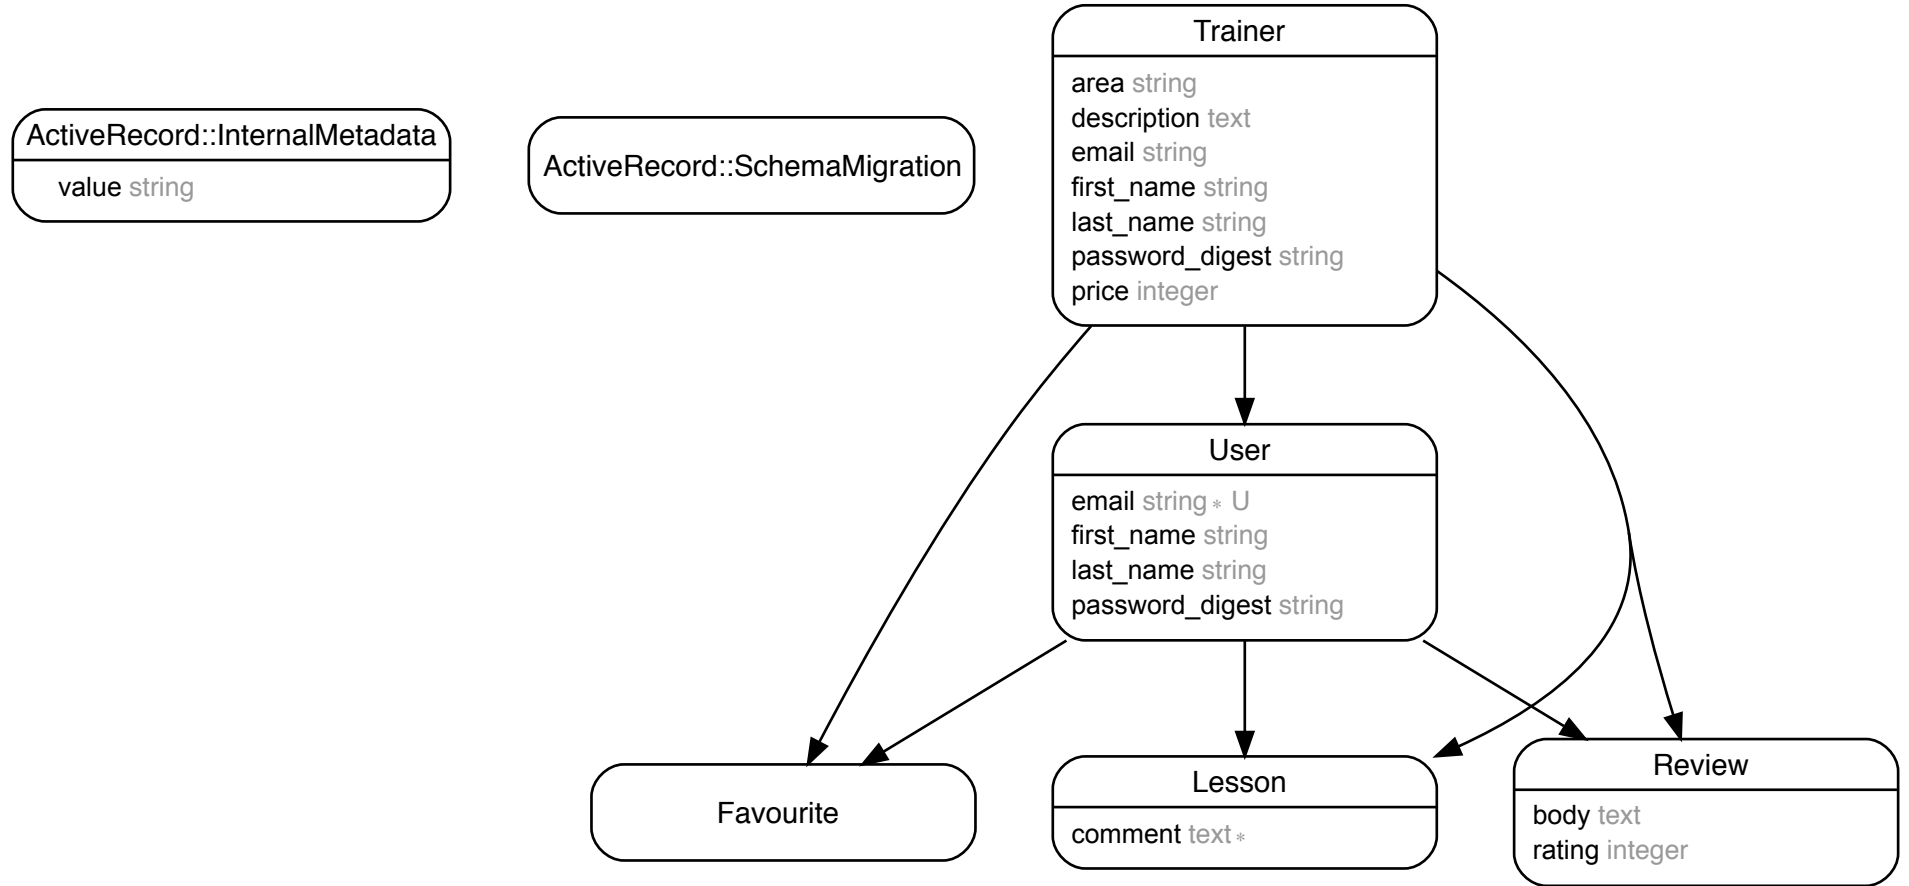 Trainer
area string
description text
email string
first_name string
last_name string
password_digest string
price integer
ActiveRecord::InternalMetadata
value string
ActiveRecord::SchemaMigration
User
email string * U
first_name string
last_name string
password_digest string
Favourite
Lesson
comment text *
Review
body text
rating integer